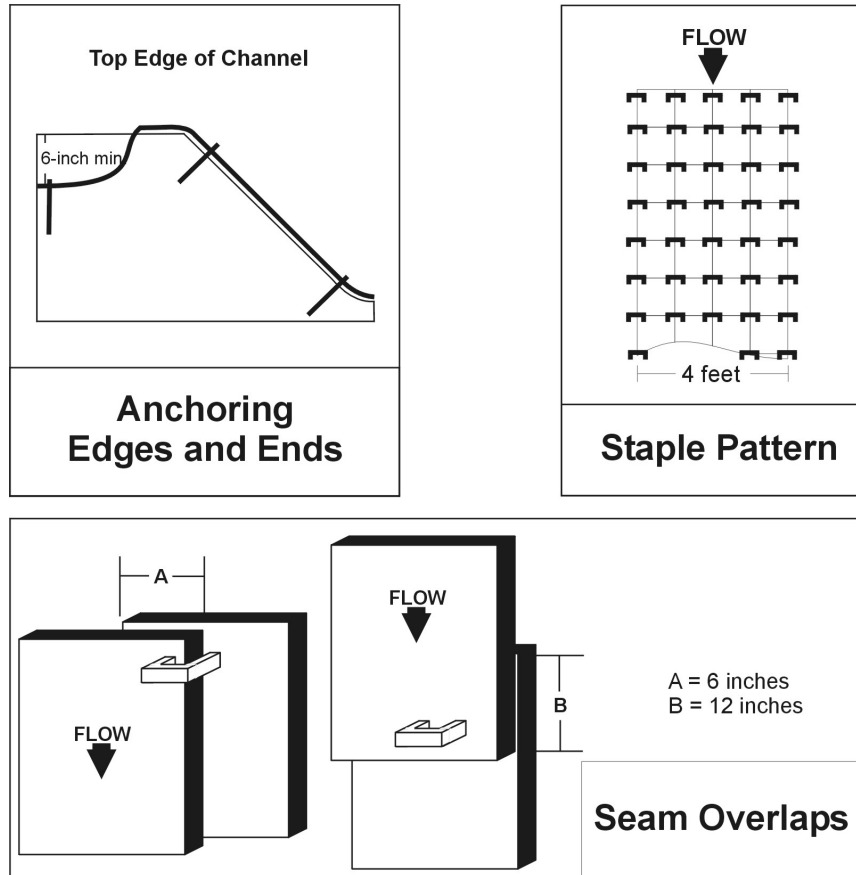 Top Edge of Channel
6-inch min
Anchoring
Edges and Ends
FLOW
4 feet
Staple Pattern
A
FLOW
FLOW
B
A = 6 inches
B = 12 inches
Seam Overlaps